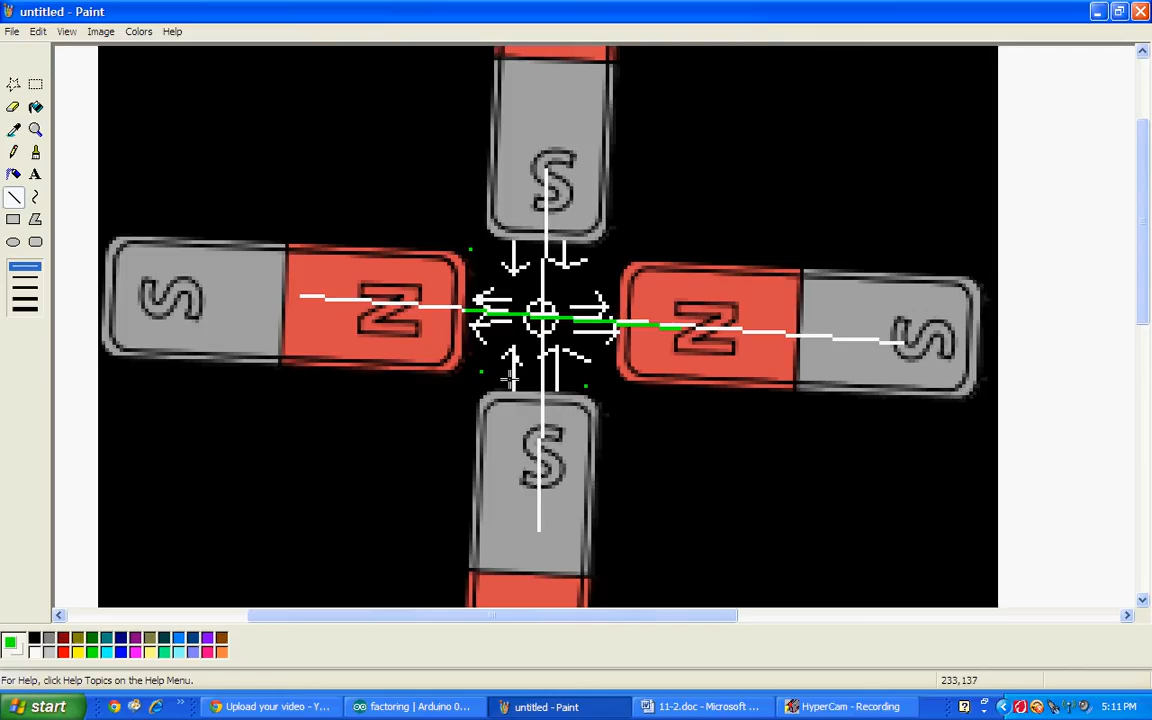 untitled - Paint
File Edit View Image Colors Help
S
S N
N S
S
For Help, click Help Topics on the Help Menu.
233,137
start
»
Upload your video - Y...
factoring | Arduino 0...
untitled - Paint
11-2.doc - Microsoft ...
HyperCam - Recording
5:11 PM